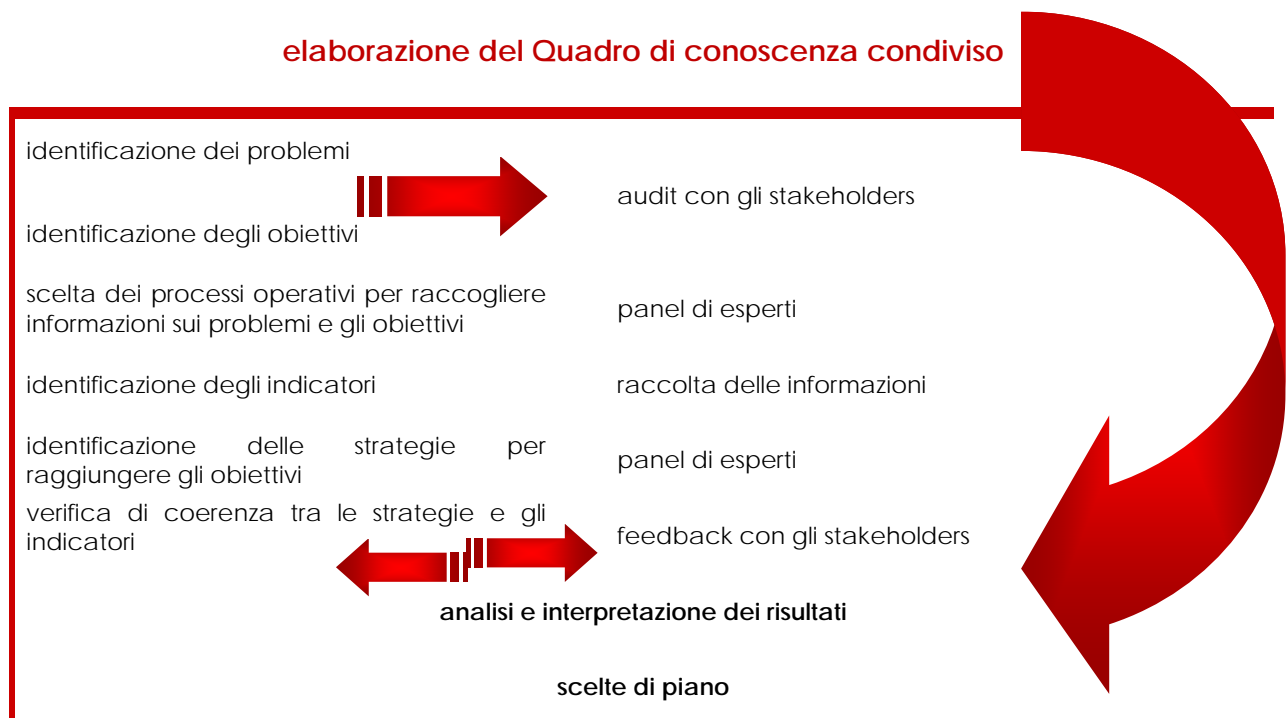 elaborazione del Quadro di conoscenza condiviso
identificazione dei problemi
audit con gli stakeholders
identificazione degli obiettivi
scelta dei processi operativi per raccogliere
informazioni sui problemi e gli obiettivi
panel di esperti
identificazione degli indicatori
raccolta delle informazioni
identificazione delle strategie per
raggiungere gli obiettivi
panel di esperti
verifica di coerenza tra le strategie e gli
indicatori
feedback con gli stakeholders
analisi e interpretazione dei risultati
scelte di piano